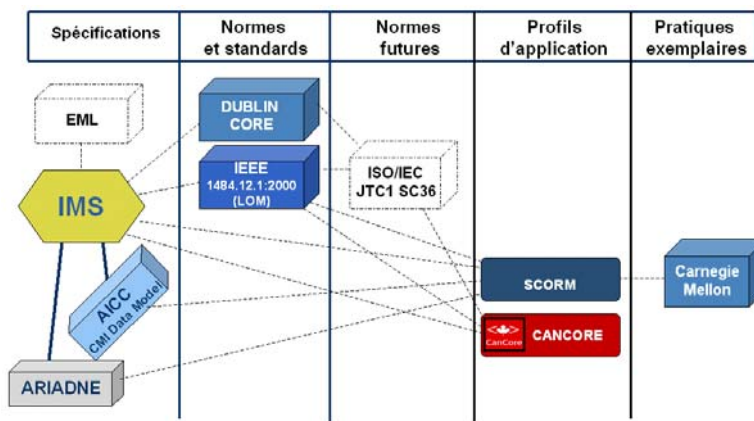 Spécifications
Normes
et standards
Normes
futures
Profils
d'application
Pratiques
exemplaires
EML
DUBLIN
CORE
IEEE
1484.12.1:2000
(LOM)
ISO/IEC
JTC1 SC36
IMS
AICC
CMI Data Model
SCORM
Carnegie
Mellon
CanCore
CANCORE
ARIADNE